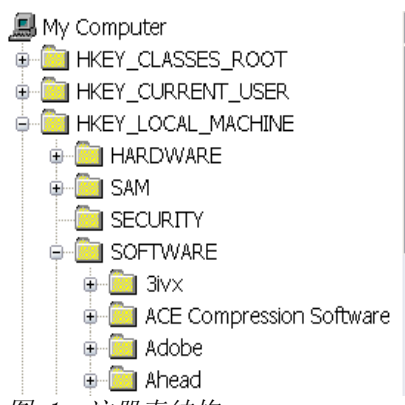 My Computer
HKEY_CLASSES_ROOT
HKEY_CURRENT_USER
HKEY_LOCAL_MACHINE
HARDWARE
SAM
SECURITY
SOFTWARE
3ivx
ACE Compression Software
Adobe
Ahead